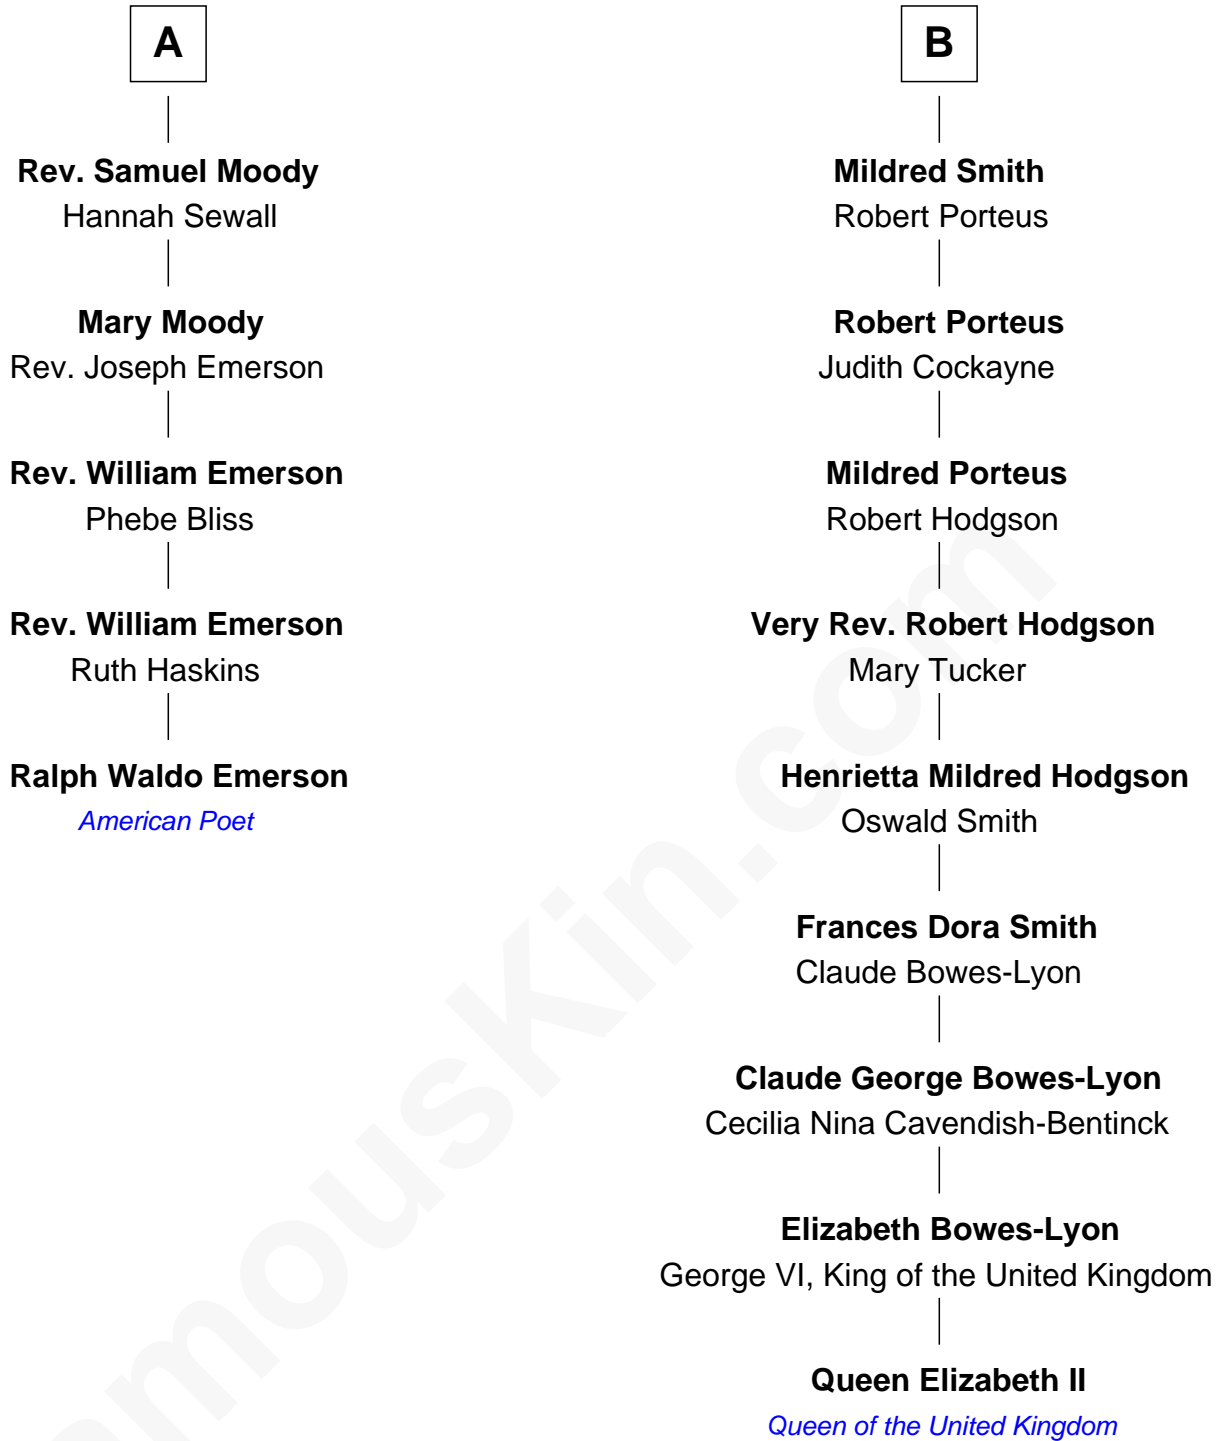 A
Rev. Samuel Moody
Hannah Sewall
Mary Moody
Rev. Joseph Emerson
Rev. William Emerson
Phebe Bliss
Rev. William Emerson
Ruth Haskins
Ralph Waldo Emerson
American Poet
B
Mildred Smith
Robert Porteus
Robert Porteus
Judith Cockayne
Mildred Porteus
Robert Hodgson
Very Rev. Robert Hodgson
Mary Tucker
Henrietta Mildred Hodgson
Oswald Smith
Frances Dora Smith
Claude Bowes-Lyon
Claude George Bowes-Lyon
Cecilia Nina Cavendish-Bentinck
Elizabeth Bowes-Lyon
George VI, King of the United Kingdom
Queen Elizabeth II
Queen of the United Kingdom
amouskin.com